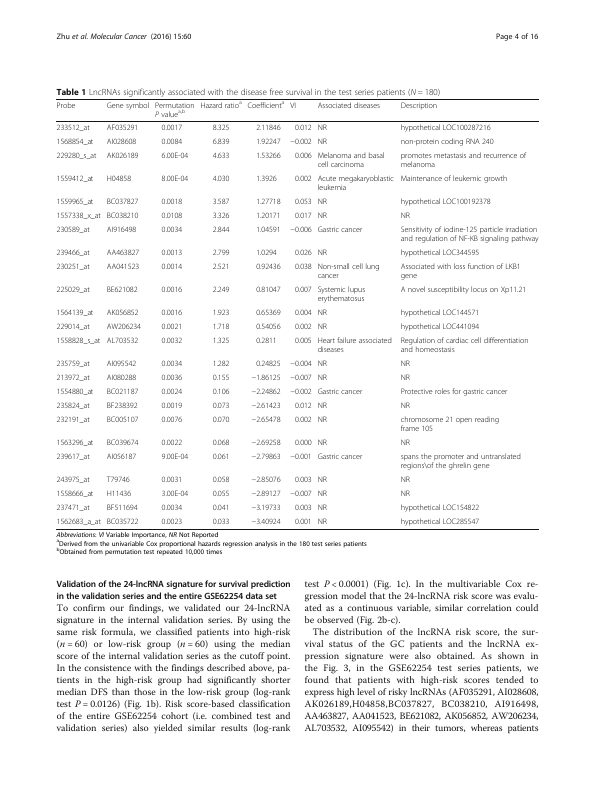 Zhu et al. Molecular Cancer (2016) 15:60
Page 4 of 16
Table 1 LncRNAs significantly associated with the disease free survival in the test series patients (N = 180)
Probe Gene symbol Permutation P valueᵃ,ᵇ Hazard ratioᵃ Coefficientᵃ VI Associated diseases Description
233512_at AF035291 0.0017 8.325 2.11846 0.012 NR hypothetical LOC100287216
1568854_at AI028608 0.0084 6.839 1.92247 −0.002 NR non-protein coding RNA 240
229280_s_at AK026189 6.00E-04 4.633 1.53266 0.006 Melanoma and basal cell carcinoma promotes metastasis and recurrence of melanoma
1559412_at H04858 8.00E-04 4.030 1.3926 0.002 Acute megakaryoblastic leukemia Maintenance of leukemic growth
1559965_at BC037827 0.0018 3.587 1.27718 0.053 NR hypothetical LOC100192378
1557338_x_at BC038210 0.0108 3.326 1.20171 0.017 NR NR
230589_at AI916498 0.0034 2.844 1.04591 −0.006 Gastric cancer Sensitivity of iodine-125 particle irradiation and regulation of NF-KB signaling pathway
239466_at AA463827 0.0013 2.799 1.0294 0.026 NR hypothetical LOC344595
230251_at AA041523 0.0014 2.521 0.92436 0.038 Non-small cell lung cancer Associated with loss function of LKB1 gene
225029_at BE621082 0.0016 2.249 0.81047 0.007 Systemic lupus erythematosus A novel susceptibility locus on Xp11.21
1564139_at AK056852 0.0016 1.923 0.65369 0.004 NR hypothetical LOC144571
229014_at AW206234 0.0021 1.718 0.54056 0.002 NR hypothetical LOC441094
1558828_s_at AL703532 0.0032 1.325 0.2811 0.005 Heart failure associated diseases Regulation of cardiac cell differentiation and homeostasis
235759_at AI095542 0.0034 1.282 0.24825 −0.004 NR NR
213972_at AI080288 0.0036 0.155 −1.86125 −0.007 NR NR
1554880_at BC021187 0.0024 0.106 −2.24862 −0.002 Gastric cancer Protective roles for gastric cancer
235824_at BF238392 0.0019 0.073 −2.61423 0.012 NR NR
232191_at BC005107 0.0076 0.070 −2.65478 0.002 NR chromosome 21 open reading frame 105
1563296_at BC039674 0.0022 0.068 −2.69258 0.000 NR NR
239617_at AI056187 9.00E-04 0.061 −2.79863 −0.001 Gastric cancer spans the promoter and untranslated regions\of the ghrelin gene
243975_at T79746 0.0031 0.058 −2.85076 0.003 NR NR
1558666_at H11436 3.00E-04 0.055 −2.89127 −0.007 NR NR
237471_at BF511694 0.0034 0.041 −3.19733 0.003 NR hypothetical LOC154822
1562683_a_at BC035722 0.0023 0.033 −3.40924 0.001 NR hypothetical LOC285547
Abbreviations: VI Variable Importance, NR Not Reported
ᵃDerived from the univariable Cox proportional hazards regression analysis in the 180 test series patients
ᵇObtained from permutation test repeated 10,000 times
Validation of the 24-lncRNA signature for survival prediction
in the validation series and the entire GSE62254 data set
To confirm our findings, we validated our 24-lncRNA
signature in the internal validation series. By using the
same risk formula, we classified patients into high-risk
(n = 60) or low-risk group (n = 60) using the median
score of the internal validation series as the cutoff point.
In the consistence with the findings described above, pa-
tients in the high-risk group had significantly shorter
median DFS than those in the low-risk group (log-rank
test P = 0.0126) (Fig. 1b). Risk score-based classification
of the entire GSE62254 cohort (i.e. combined test and
validation series) also yielded similar results (log-rank
test P < 0.0001) (Fig. 1c). In the multivariable Cox re-
gression model that the 24-lncRNA risk score was evalu-
ated as a continuous variable, similar correlation could
be observed (Fig. 2b-c).
The distribution of the lncRNA risk score, the sur-
vival status of the GC patients and the lncRNA ex-
pression signature were also obtained. As shown in
the Fig. 3, in the GSE62254 test series patients, we
found that patients with high-risk scores tended to
express high level of risky lncRNAs (AF035291, AI028608,
AK026189,H04858,BC037827, BC038210, AI916498,
AA463827, AA041523, BE621082, AK056852, AW206234,
AL703532, AI095542) in their tumors, whereas patients